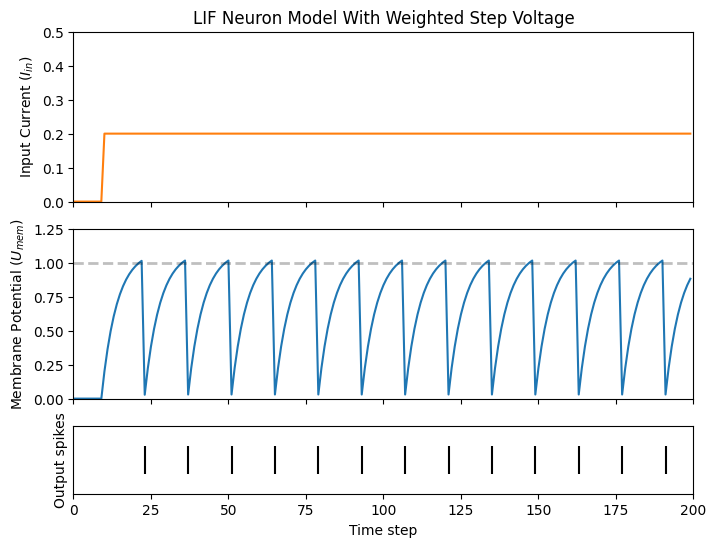 LIF Neuron Model With Weighted Step Voltage
Input Current (I_in)
0.5
0.4
0.3
0.2
0.1
0.0
Membrane Potential (U_mem)
1.25
1.00
0.75
0.50
0.25
0.00
Output spikes
0 25 50 75 100 125 150 175 200
Time step